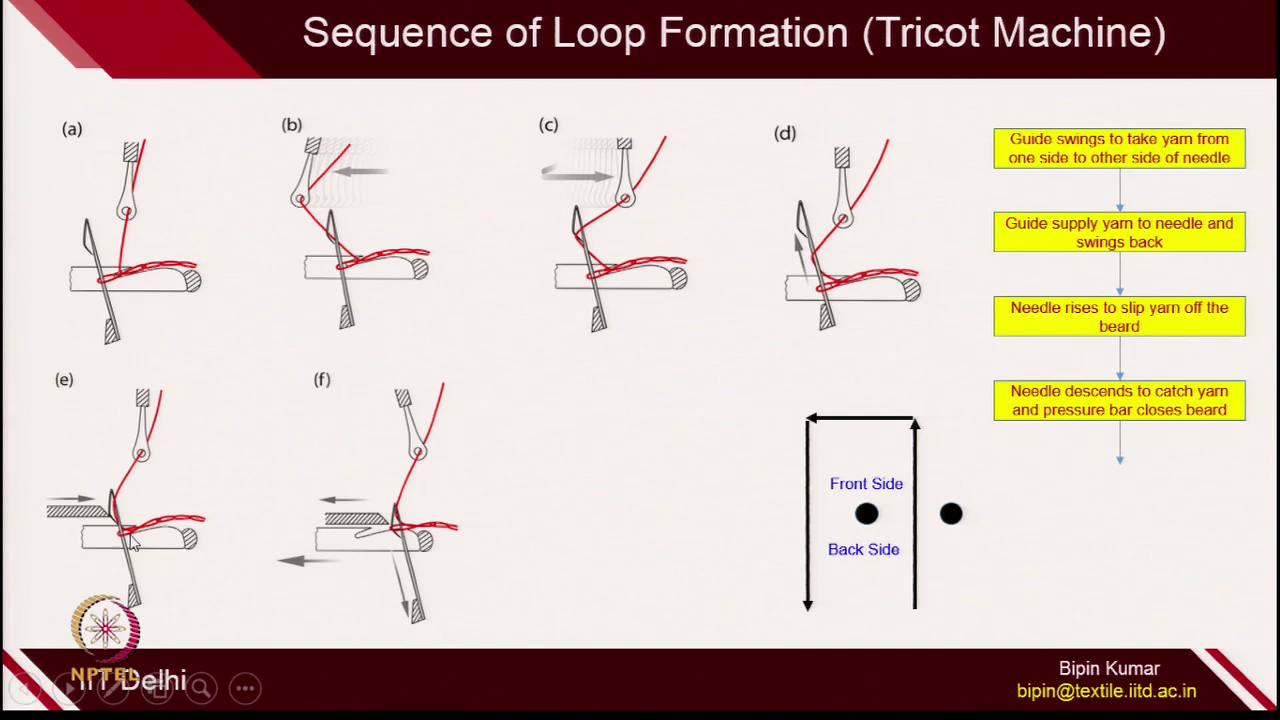 Sequence of Loop Formation (Tricot Machine)
(a)
(b)
(c)
(d)
Guide swings to take yarn from
one side to other side of needle
Guide supply yarn to needle and
swings back
Needle rises to slip yarn off the
beard
Needle descends to catch yarn
and pressure bar closes beard
(e)
(f)
Front Side
Back Side
NPTEL
IIT Delhi
Bipin Kumar
bipin@textile.iitd.ac.in